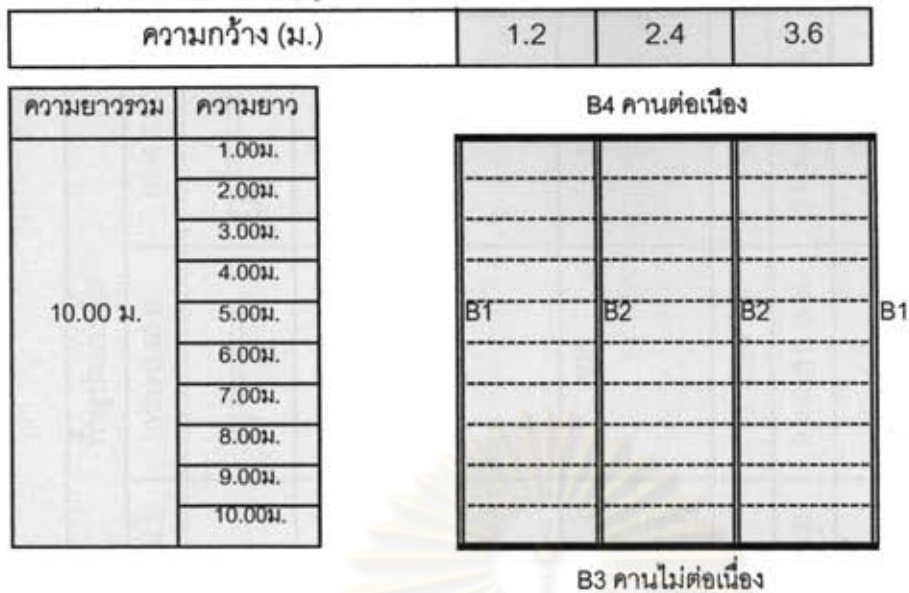 ความกว้าง (ม.) 1.2 2.4 3.6
ความยาวรวม ความยาว
B4 คานต่อเนื่อง
1.00ม.
2.00ม.
3.00ม.
4.00ม.
10.00 ม. 5.00ม. B1 B2 B2 B1
6.00ม.
7.00ม.
8.00ม.
9.00ม.
10.00ม.
B3 คานไม่ต่อเนื่อง